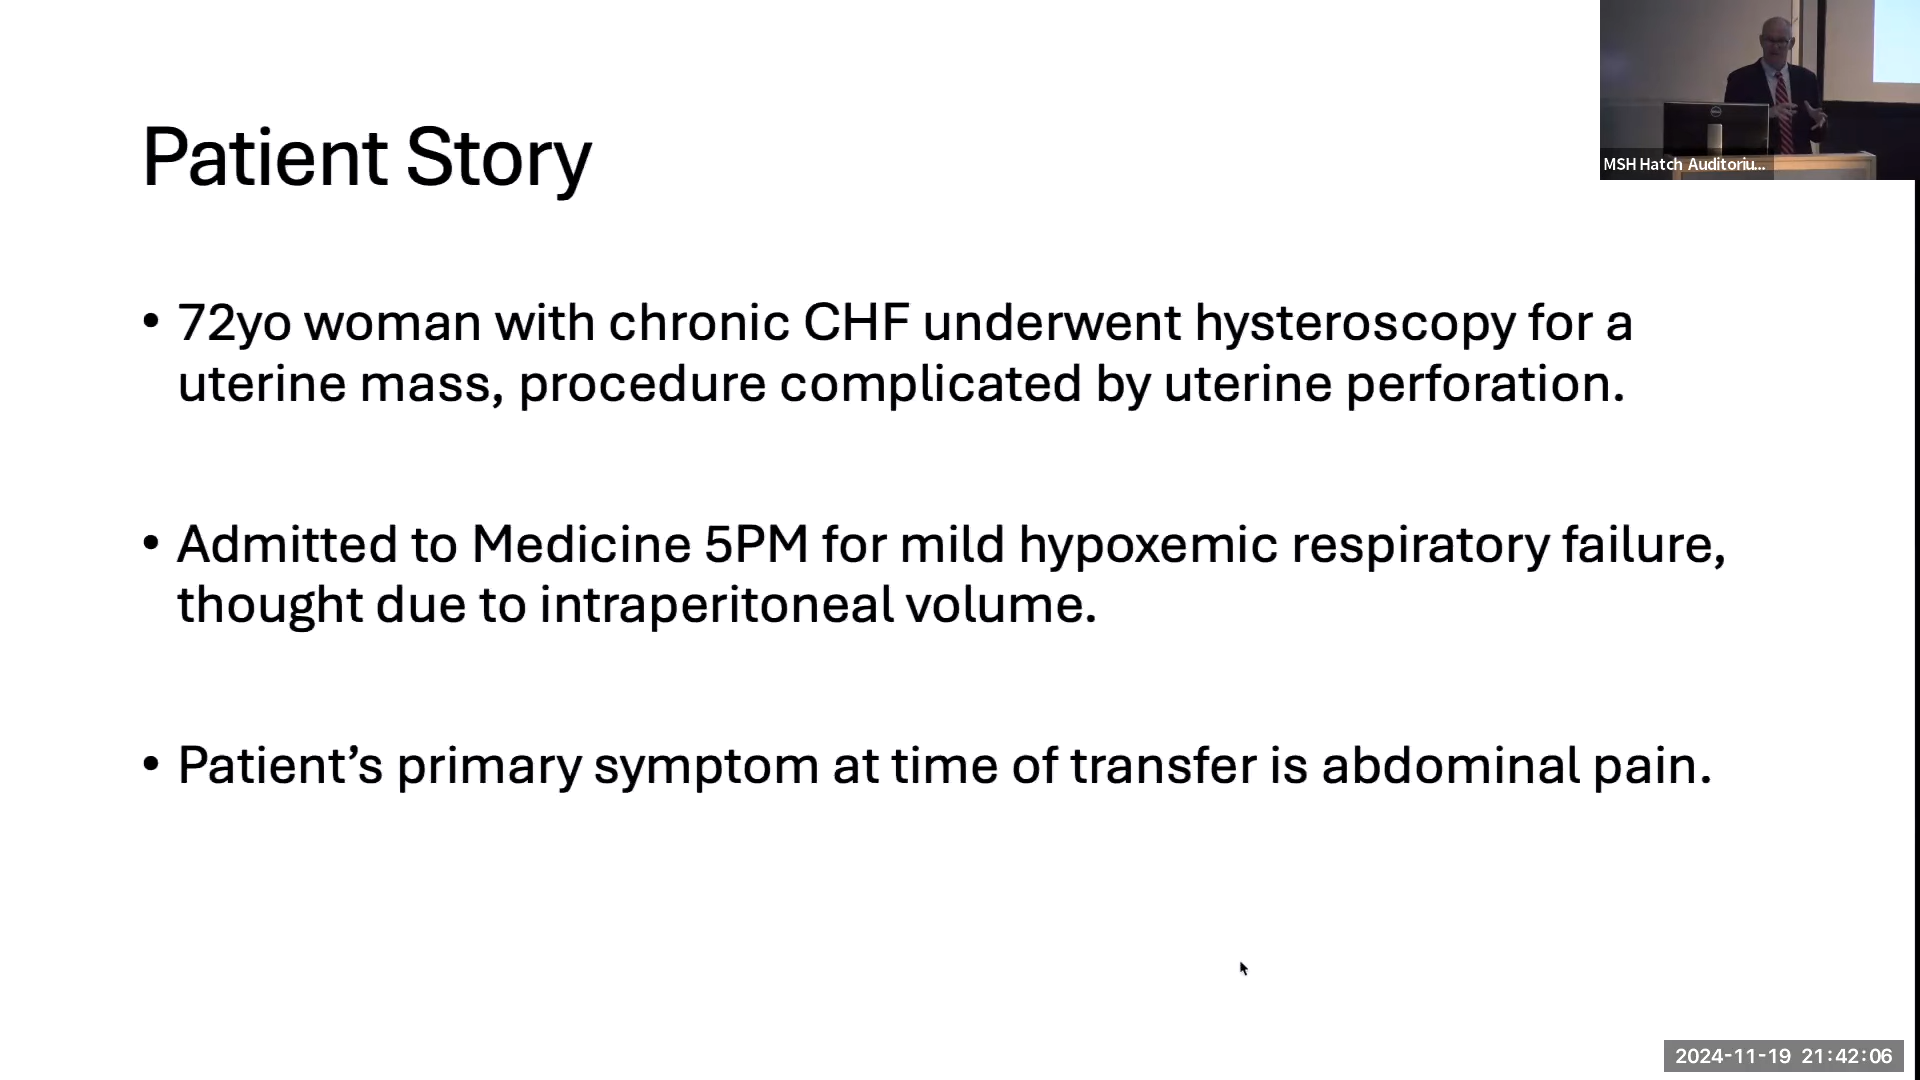 Patient Story
MSH Hatch Auditoriu...
• 72yo woman with chronic CHF underwent hysteroscopy for a
uterine mass, procedure complicated by uterine perforation.
• Admitted to Medicine 5PM for mild hypoxemic respiratory failure,
thought due to intraperitoneal volume.
• Patient’s primary symptom at time of transfer is abdominal pain.
2024-11-19 21:42:06